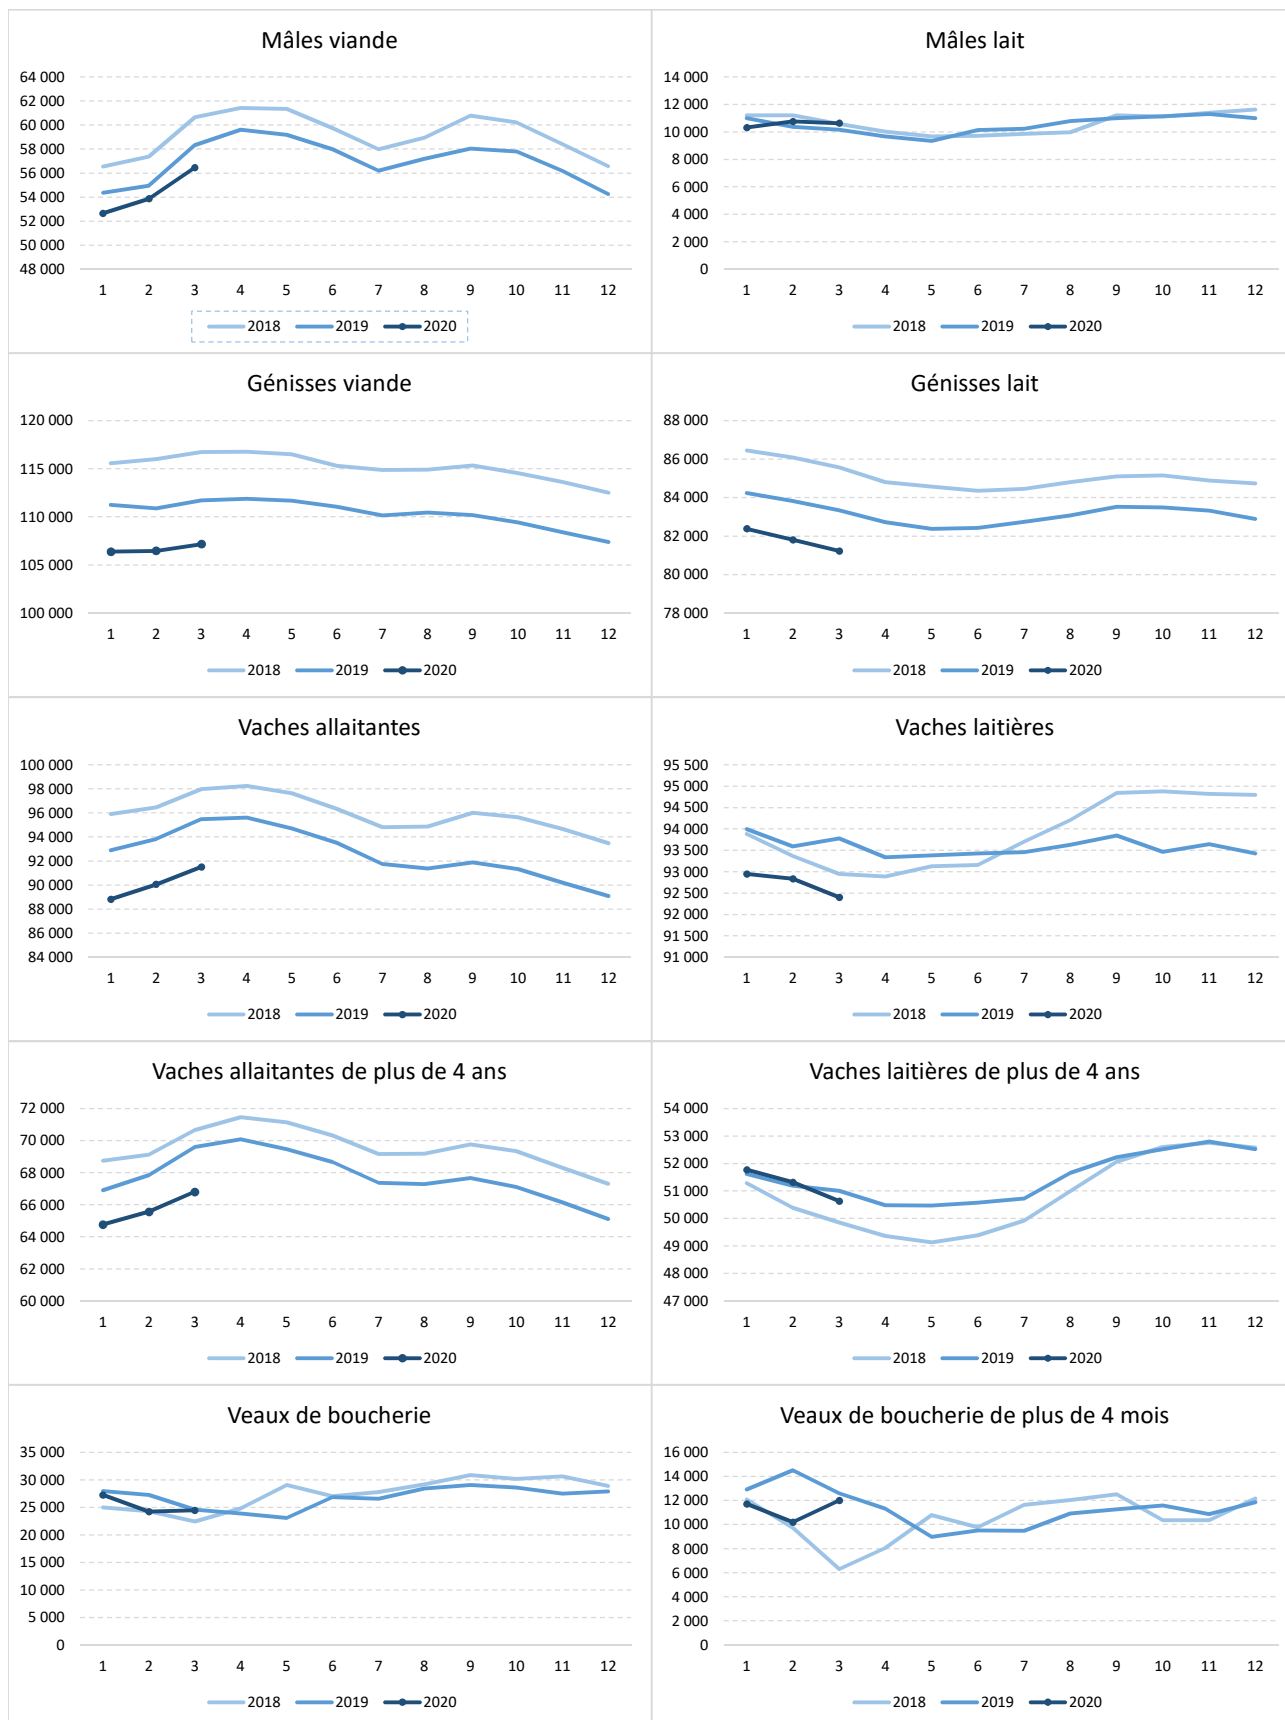 Mâles viande
64 000
62 000
60 000
58 000
56 000
54 000
52 000
50 000
48 000
1 2 3 4 5 6 7 8 9 10 11 12
2018 2019 2020
Mâles lait
14 000
12 000
10 000
8 000
6 000
4 000
2 000
0
1 2 3 4 5 6 7 8 9 10 11 12
2018 2019 2020
Génisses viande
120 000
115 000
110 000
105 000
100 000
1 2 3 4 5 6 7 8 9 10 11 12
2018 2019 2020
Génisses lait
88 000
86 000
84 000
82 000
80 000
78 000
1 2 3 4 5 6 7 8 9 10 11 12
2018 2019 2020
Vaches allaitantes
100 000
98 000
96 000
94 000
92 000
90 000
88 000
86 000
84 000
1 2 3 4 5 6 7 8 9 10 11 12
2018 2019 2020
Vaches laitières
95 500
95 000
94 500
94 000
93 500
93 000
92 500
92 000
91 500
91 000
1 2 3 4 5 6 7 8 9 10 11 12
2018 2019 2020
Vaches allaitantes de plus de 4 ans
72 000
70 000
68 000
66 000
64 000
62 000
60 000
1 2 3 4 5 6 7 8 9 10 11 12
2018 2019 2020
Vaches laitières de plus de 4 ans
54 000
53 000
52 000
51 000
50 000
49 000
48 000
47 000
1 2 3 4 5 6 7 8 9 10 11 12
2018 2019 2020
Veaux de boucherie
35 000
30 000
25 000
20 000
15 000
10 000
5 000
0
1 2 3 4 5 6 7 8 9 10 11 12
2018 2019 2020
Veaux de boucherie de plus de 4 mois
16 000
14 000
12 000
10 000
8 000
6 000
4 000
2 000
0
1 2 3 4 5 6 7 8 9 10 11 12
2018 2019 2020